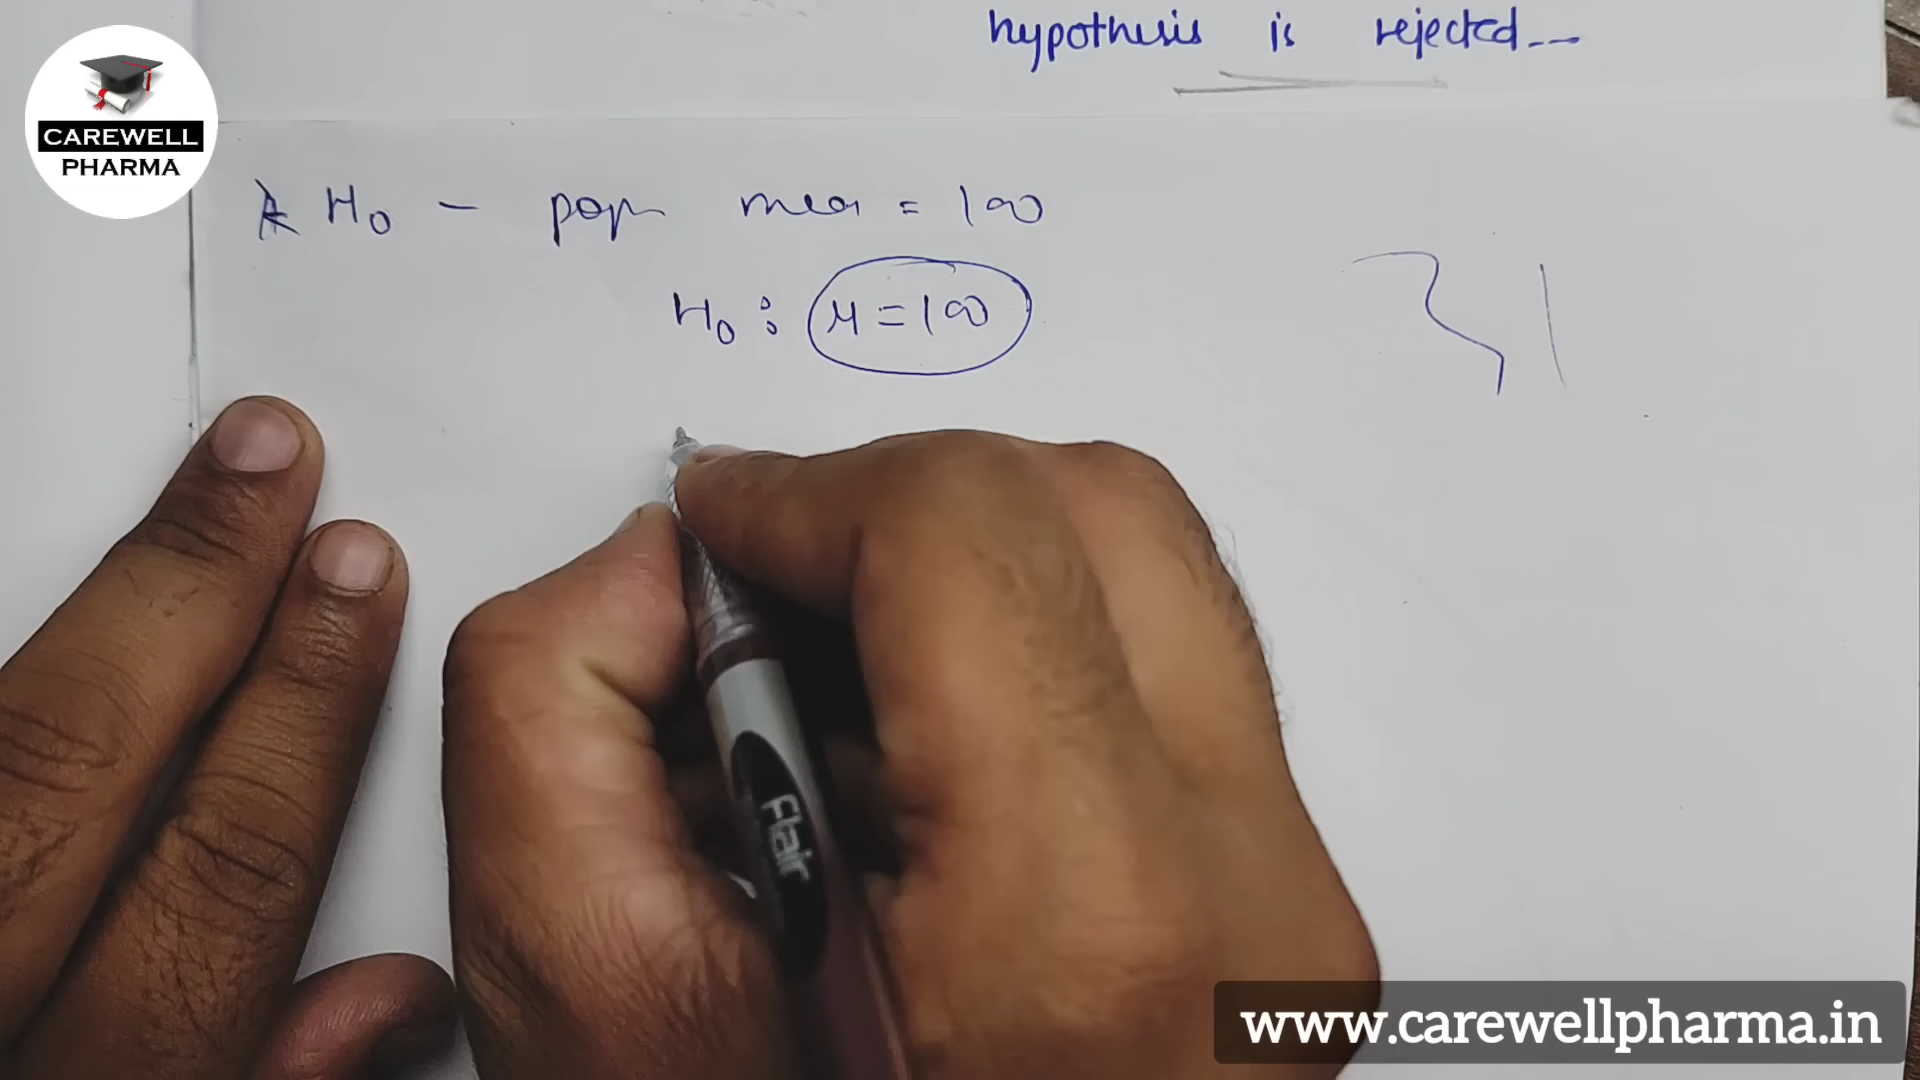 hypothesis is rejected--
CAREWELL
PHARMA
H0 - pop mean = 100
H0 : μ = 100
Flair
www.carewellpharma.in